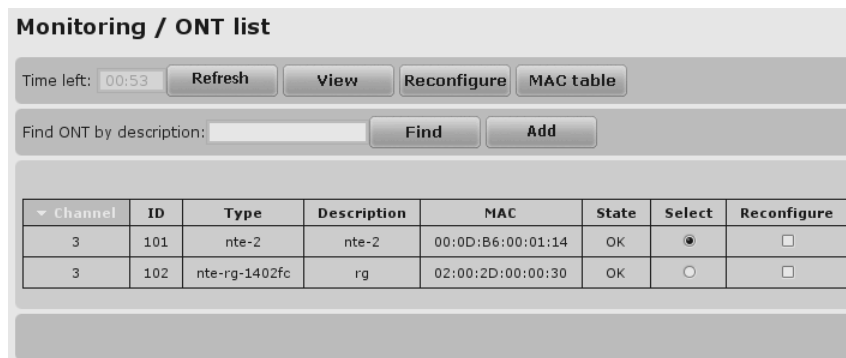 Monitoring / ONT list
Time left: 00:53 Refresh View Reconfigure MAC table
Find ONT by description: Find Add
Channel ID Type Description MAC State Select Reconfigure
3 101 nte-2 nte-2 00:0D:B6:00:01:14 OK
3 102 nte-rg-1402fc rg 02:00:2D:00:00:30 OK